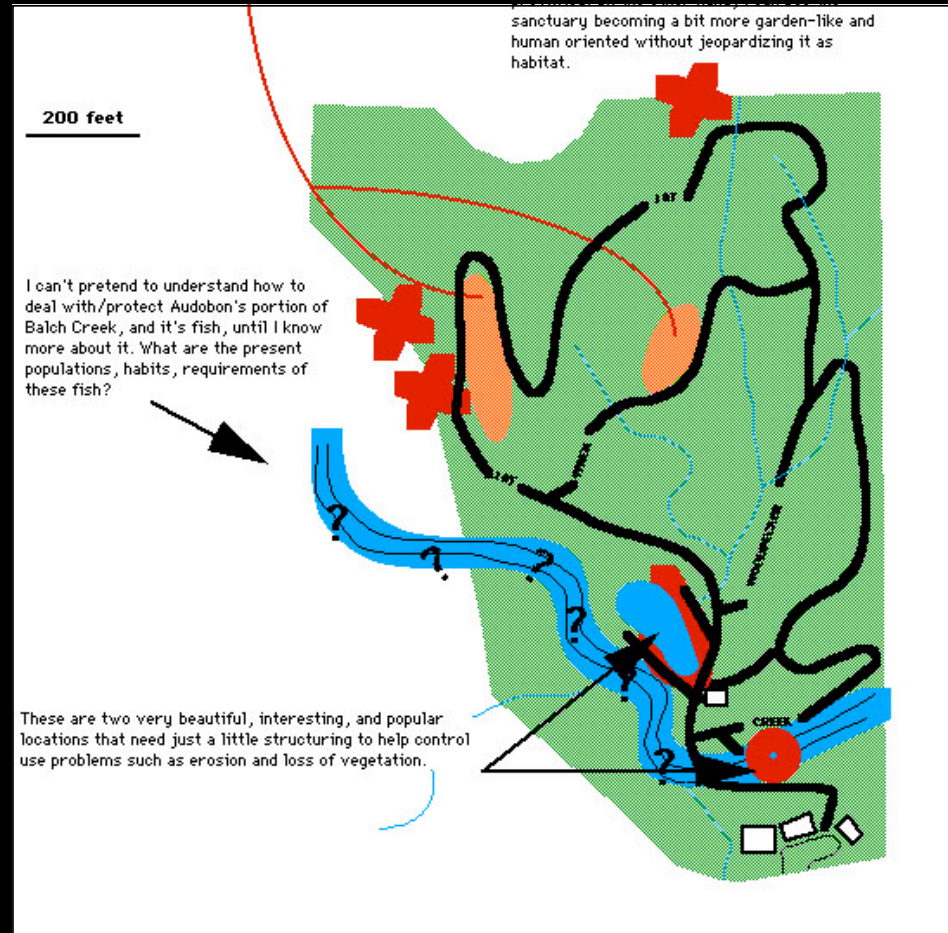 sanctuary becoming a bit more garden-like and
human oriented without jeopardizing it as
habitat.
200 feet
JAY
I can't pretend to understand how to
deal with/protect Audobon's portion of
Balch Creek, and it's fish, until I know
more about it. What are the present
populations, habits, requirements of
these fish?
JAY
?
?
?
WOODPECKER
?
?
These are two very beautiful, interesting, and popular
locations that need just a little structuring to help control
use problems such as erosion and loss of vegetation.
CREEK
?